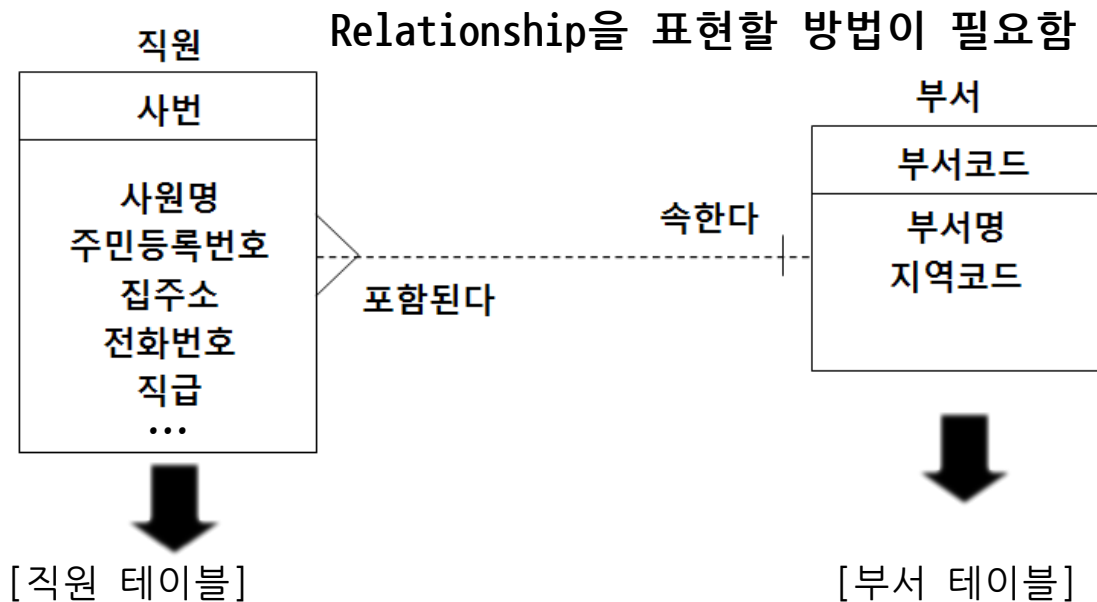 Relationship을 표현할 방법이 필요함
직원
사번
사원명
주민등록번호
집주소
전화번호
직급
...
포함된다
속한다
부서
부서코드
부서명
지역코드
[직원 테이블]
[부서 테이블]